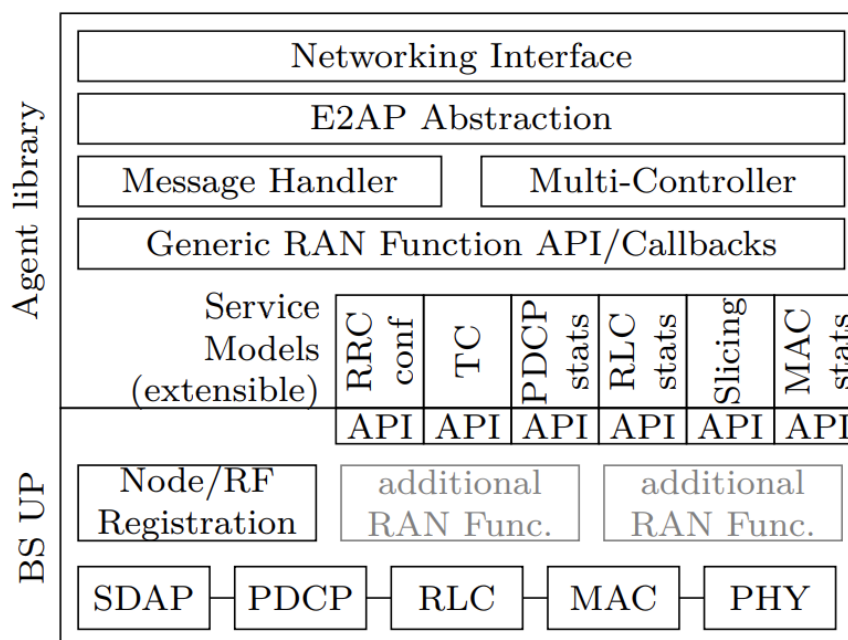 Agent library
Networking Interface
E2AP Abstraction
Message Handler
Multi-Controller
Generic RAN Function API/Callbacks
Service
Models
(extensible)
RRC
conf
TC
PDCP
stats
RLC
stats
Slicing
MAC
stats
API
API
API
API
API
API
BS UP
Node/RF
Registration
additional
RAN Func.
additional
RAN Func.
SDAP
PDCP
RLC
MAC
PHY